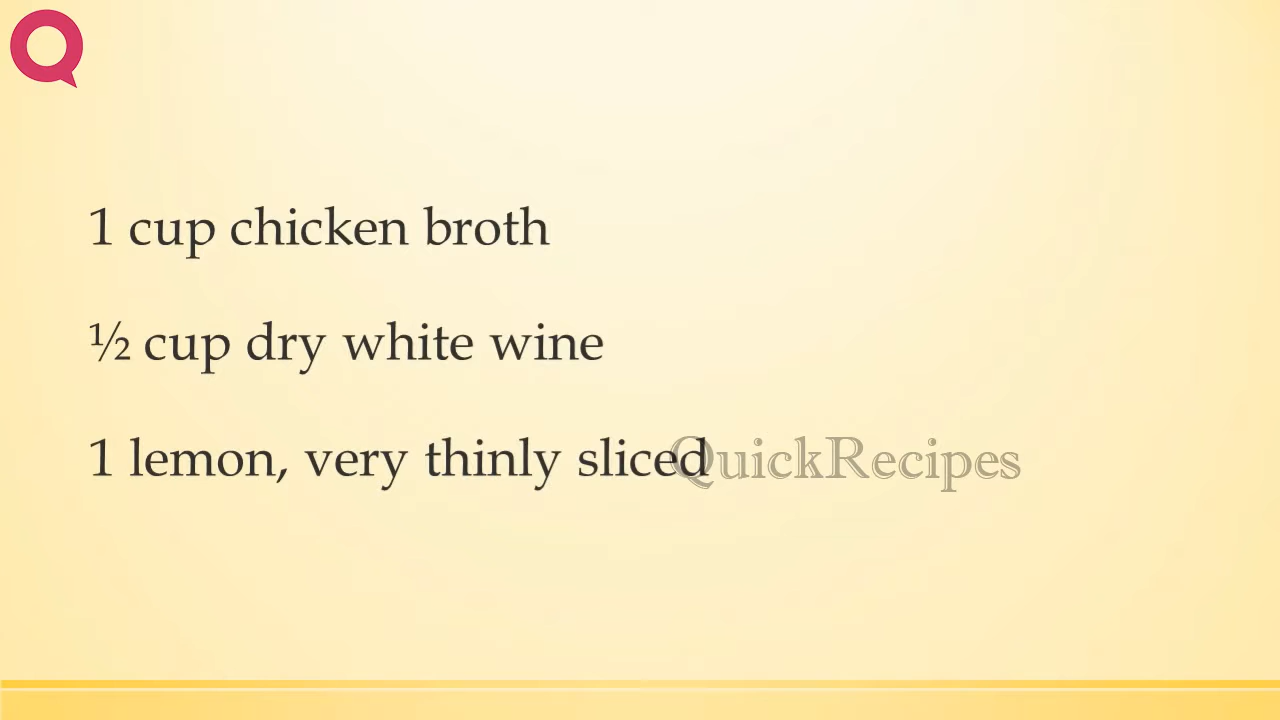 1 cup chicken broth
½ cup dry white wine
1 lemon, very thinly sliced
QuickRecipes